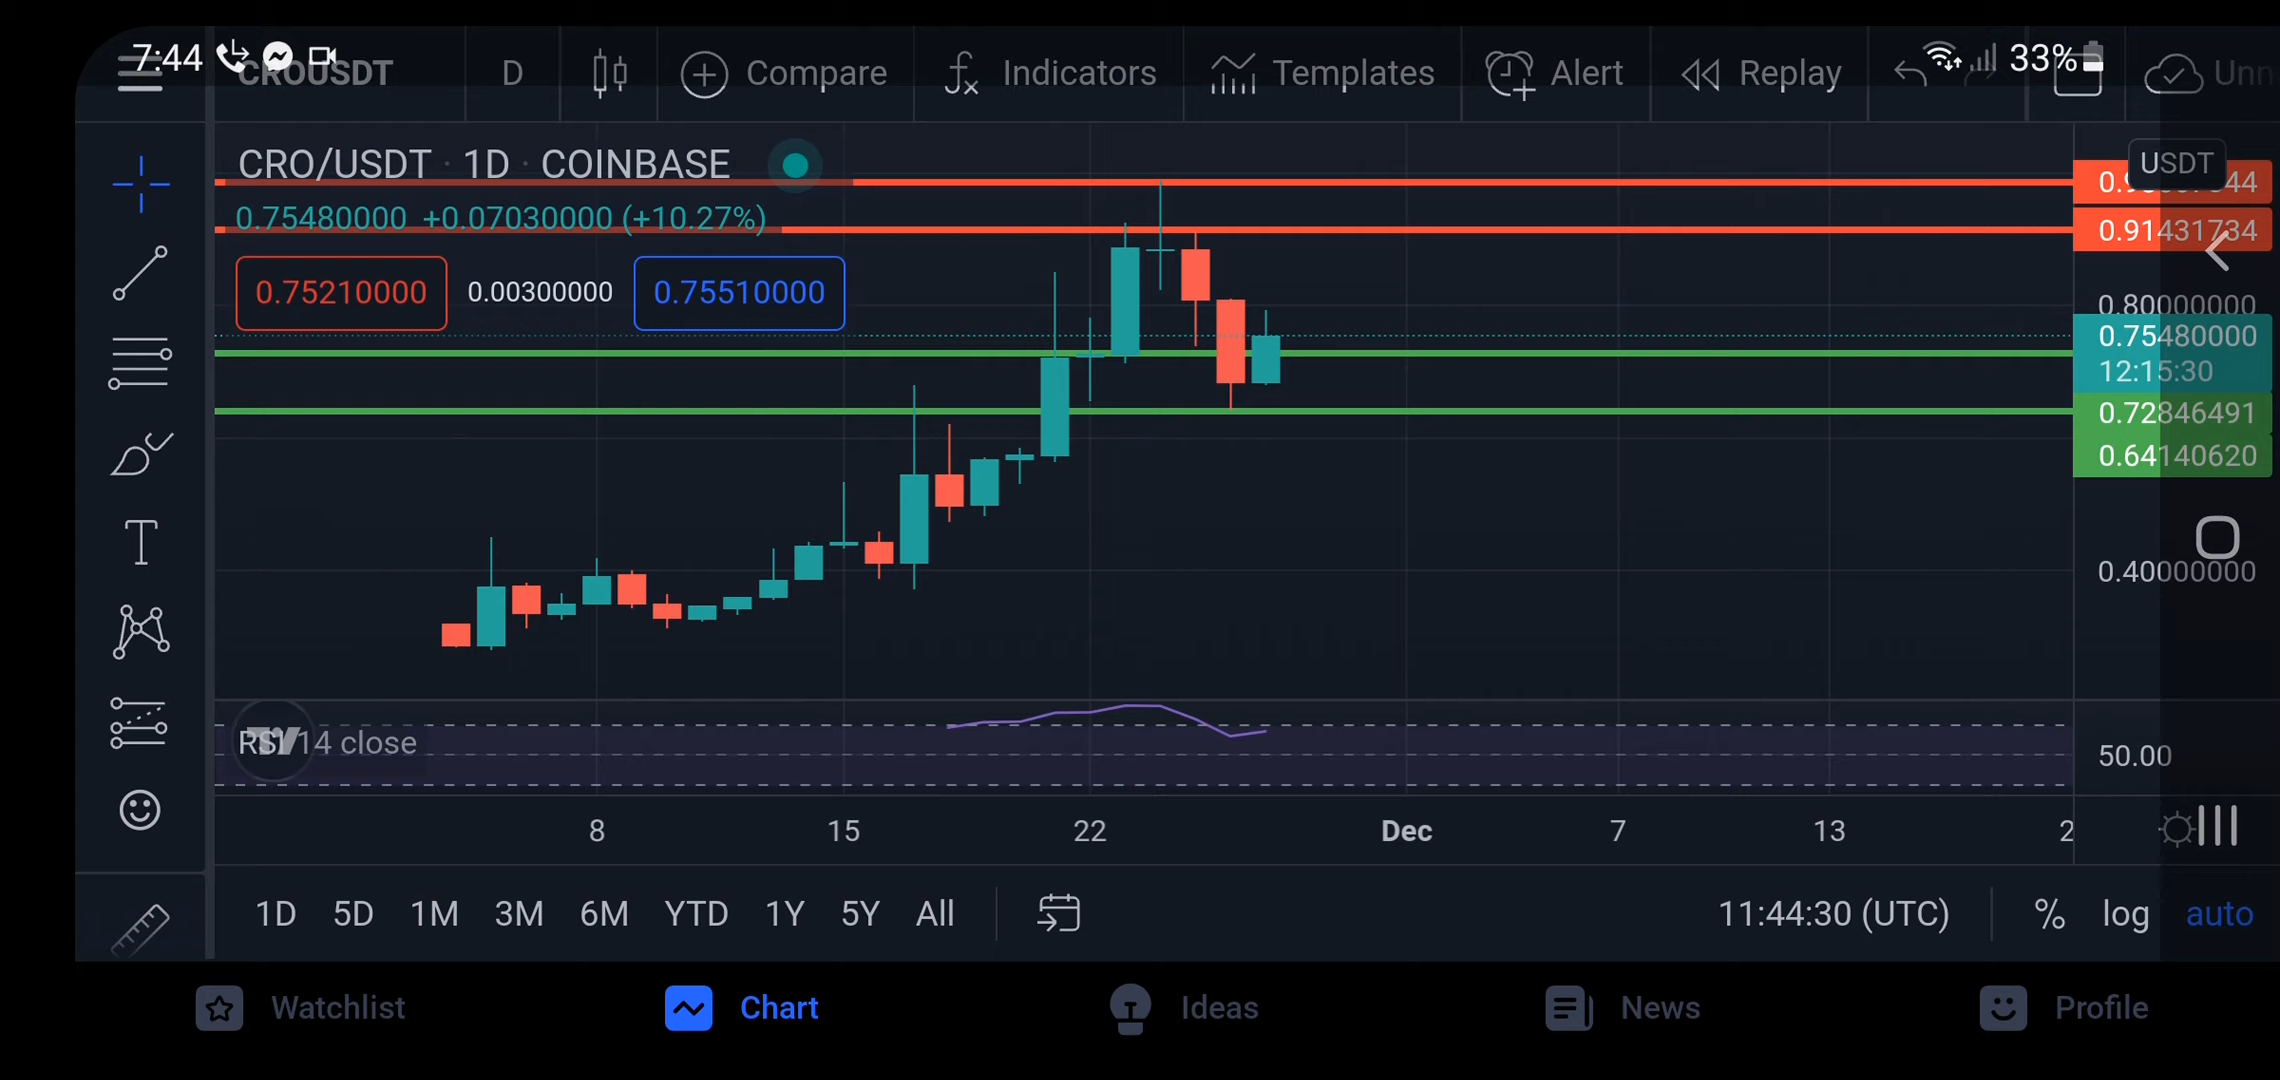 7:44 33%
CROUSDT D Compare Indicators Templates Alert Replay Unn
CRO/USDT · 1D · COINBASE
USDT
0.75480000 +0.07030000 (+10.27%)
0.91431734
0.75210000 0.00300000 0.75510000
0.80000000
0.75480000
12:15:30
0.72846491
0.64140620
0.40000000
RSI 14 close
50.00
8 15 22 Dec 7 13 2
1D 5D 1M 3M 6M YTD 1Y 5Y All 11:44:30 (UTC) % log auto
Watchlist Chart Ideas News Profile